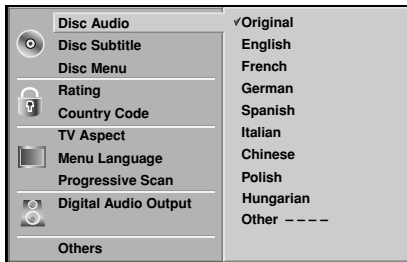 Disc Audio
Disc Subtitle
Disc Menu
Rating
Country Code
TV Aspect
Menu Language
Progressive Scan
Digital Audio Output
Others
✓Original
English
French
German
Spanish
Italian
Chinese
Polish
Hungarian
Other – – – –